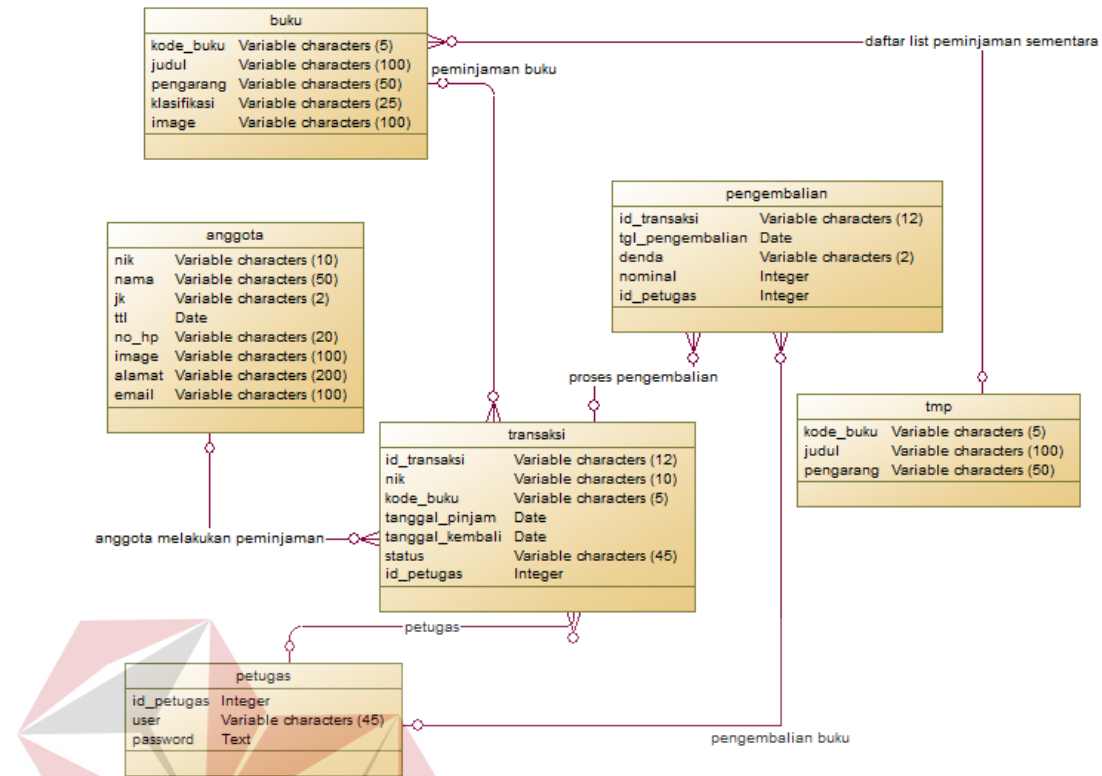 buku
kode_buku Variable characters (5)
judul Variable characters (100)
pengarang Variable characters (50)
klasifikasi Variable characters (25)
image Variable characters (100)
daftar list peminjaman sementara
peminjaman buku
pengembalian
id_transaksi Variable characters (12)
tgl_pengembalian Date
denda Variable characters (2)
nominal Integer
id_petugas Integer
anggota
nik Variable characters (10)
nama Variable characters (50)
jk Variable characters (2)
ttl Date
no_hp Variable characters (20)
image Variable characters (100)
alamat Variable characters (200)
email Variable characters (100)
proses pengembalian
tmp
kode_buku Variable characters (5)
judul Variable characters (100)
pengarang Variable characters (50)
transaksi
id_transaksi Variable characters (12)
nik Variable characters (10)
kode_buku Variable characters (5)
tanggal_pinjam Date
tanggal_kembali Date
status Variable characters (45)
id_petugas Integer
anggota melakukan peminjaman
petugas
petugas
id_petugas Integer
user Variable characters (45)
password Text
pengembalian buku